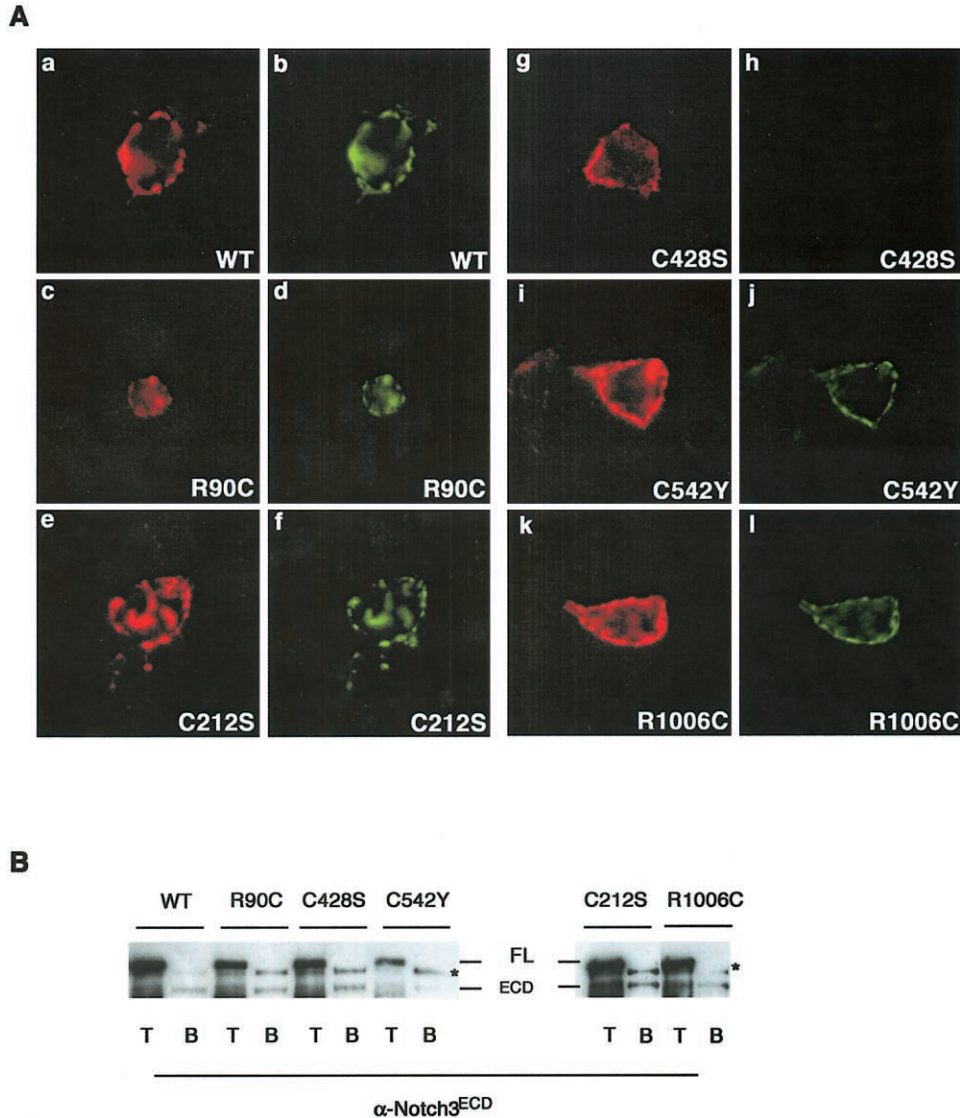 A
a
b
g
h
WT
WT
C428S
C428S
c
d
i
j
R90C
R90C
C542Y
C542Y
e
f
k
l
C212S
C212S
R1006C
R1006C
B
WT R90C C428S C542Y C212S R1006C
FL
*
*
ECD
T B T B T B T B T B T B
α-Notch3ECD